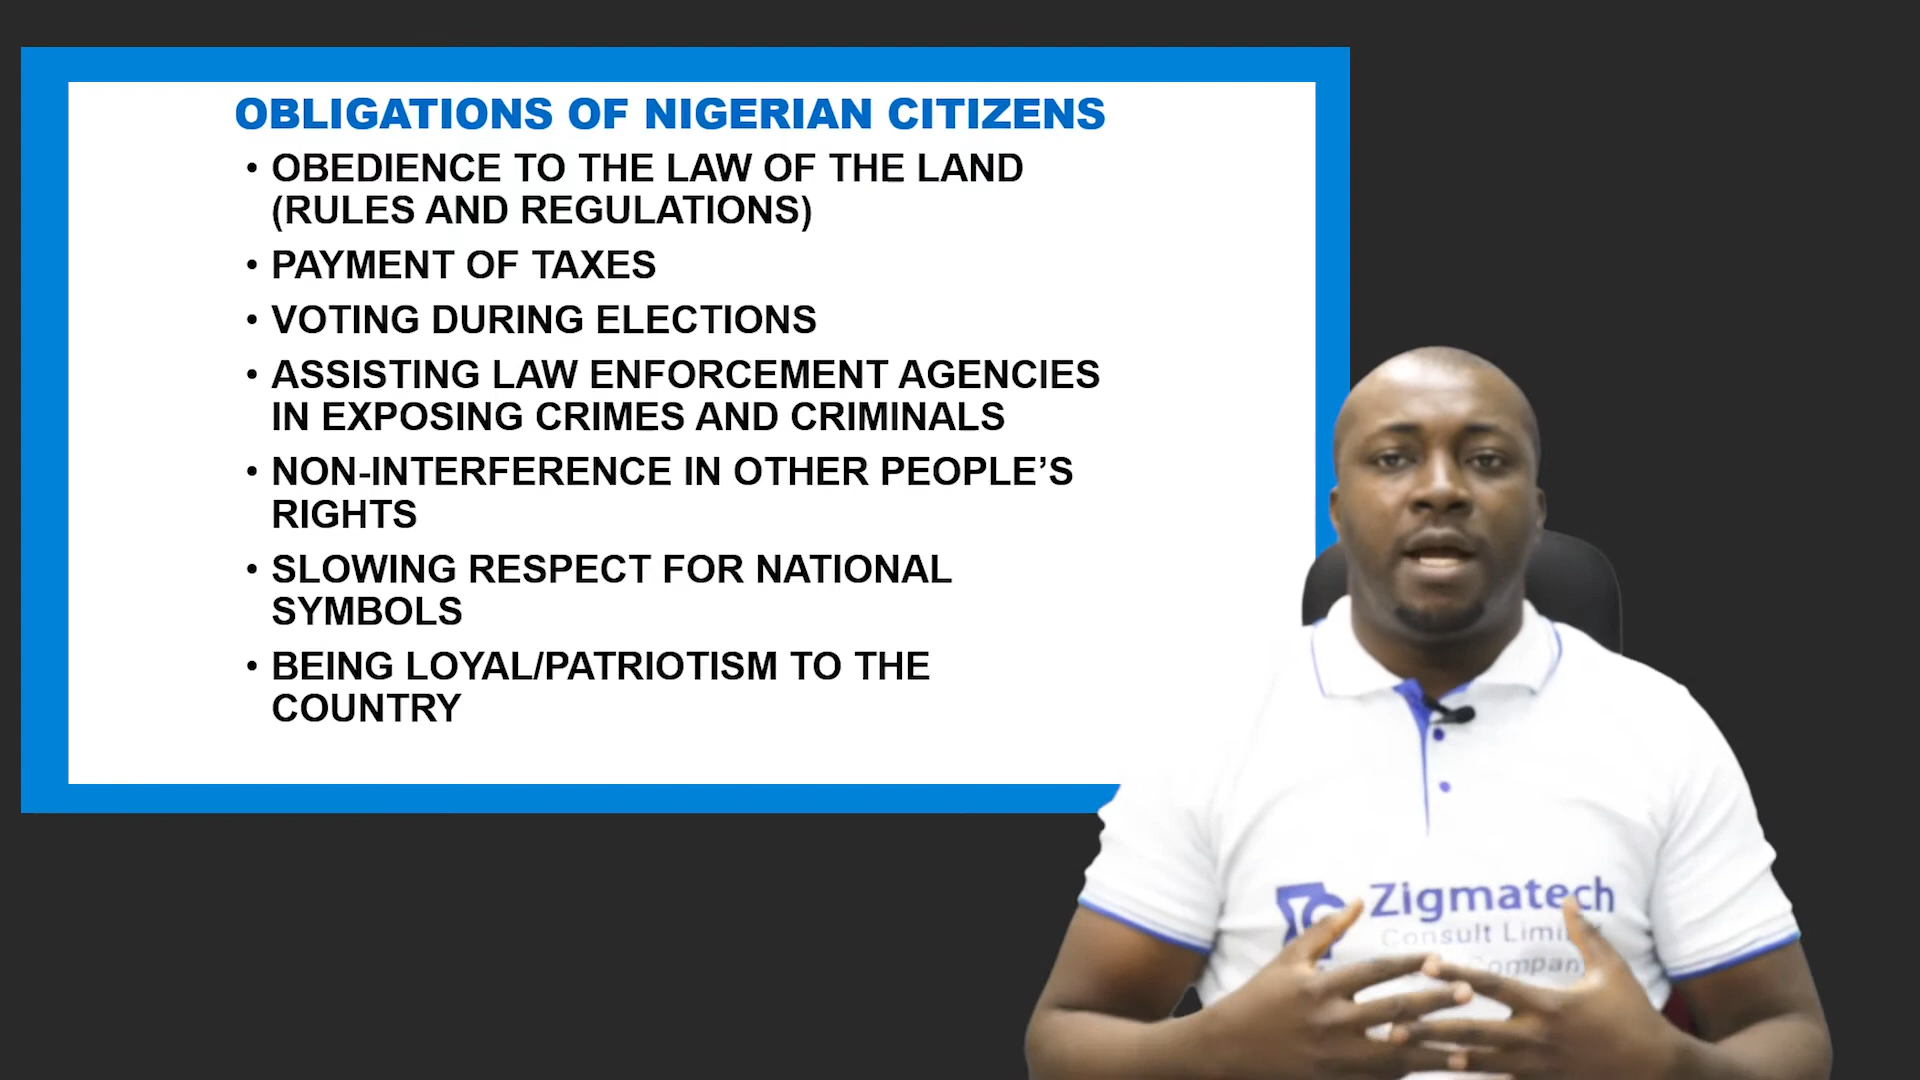 OBLIGATIONS OF NIGERIAN CITIZENS
• OBEDIENCE TO THE LAW OF THE LAND
(RULES AND REGULATIONS)
• PAYMENT OF TAXES
• VOTING DURING ELECTIONS
• ASSISTING LAW ENFORCEMENT AGENCIES
IN EXPOSING CRIMES AND CRIMINALS
• NON-INTERFERENCE IN OTHER PEOPLE’S
RIGHTS
• SLOWING RESPECT FOR NATIONAL
SYMBOLS
• BEING LOYAL/PATRIOTISM TO THE
COUNTRY
Zigmatech
Consult